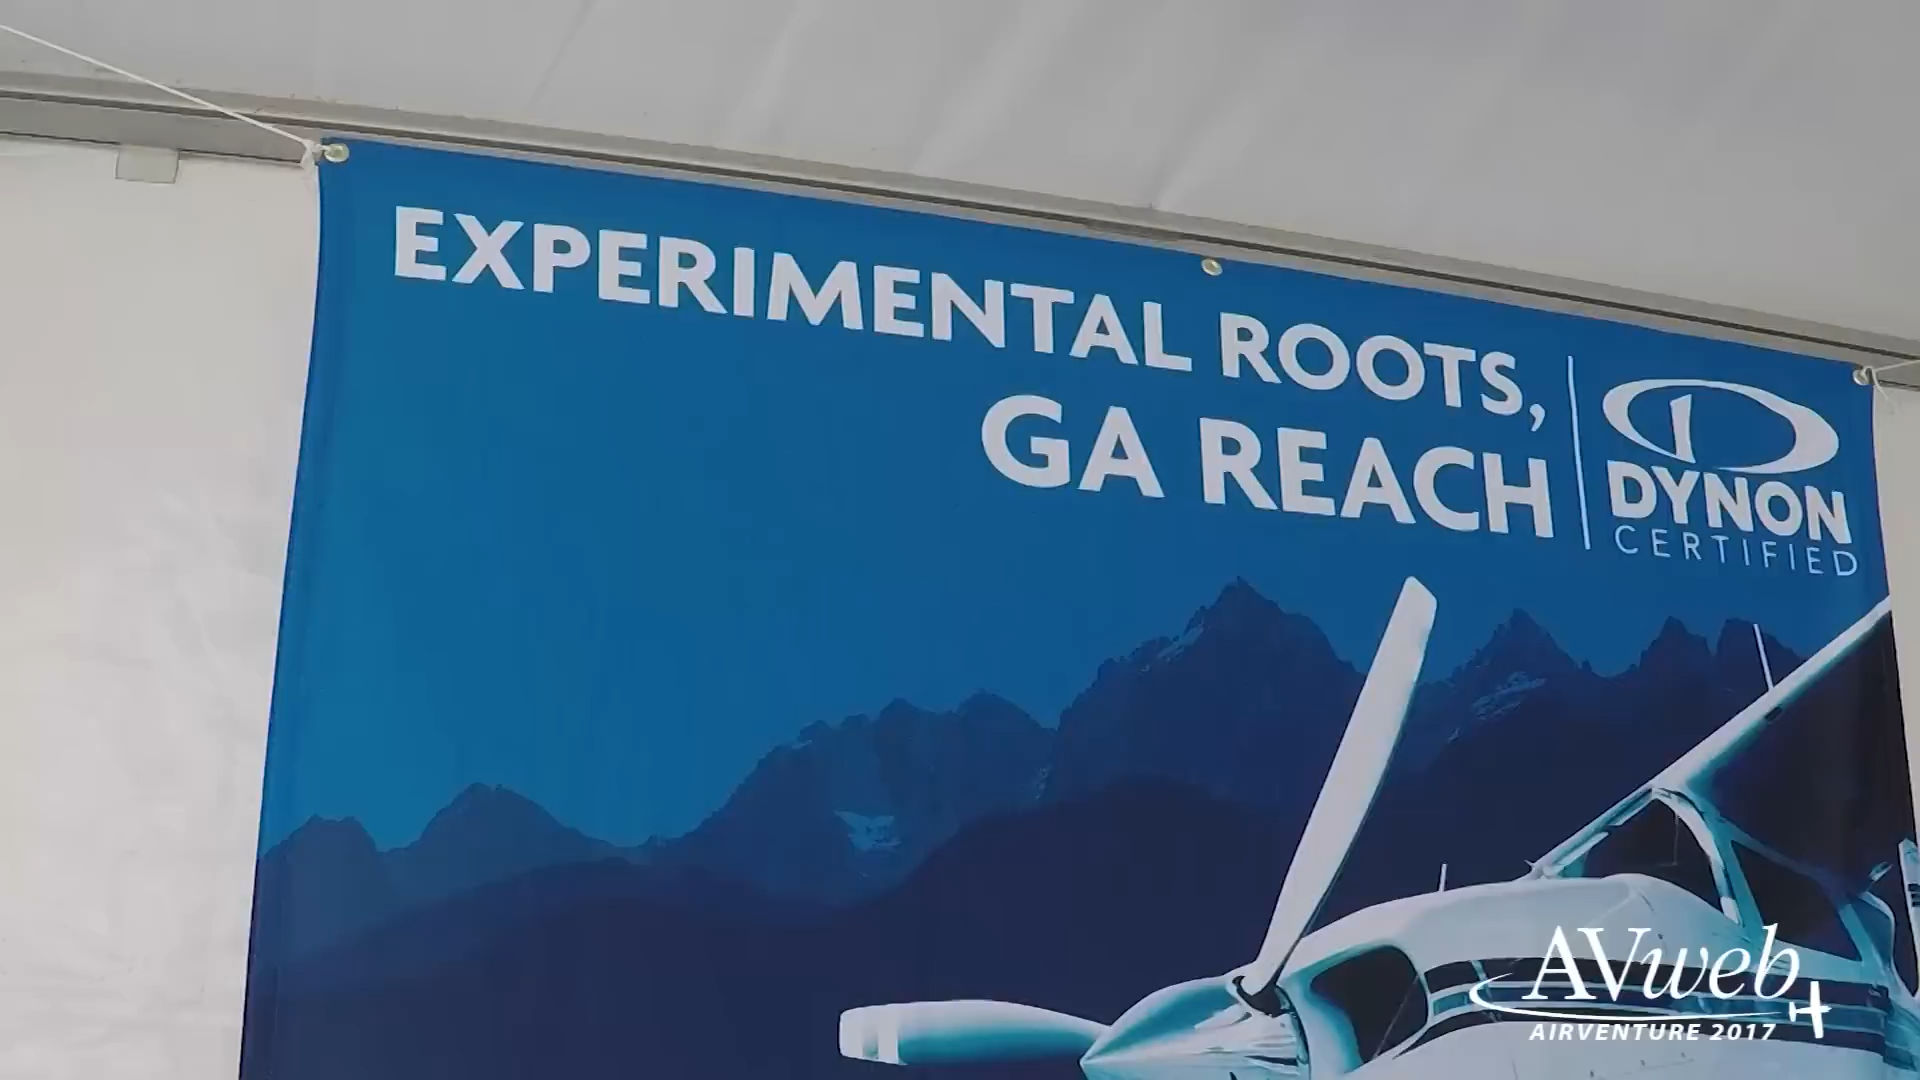 EXPERIMENTAL ROOTS,
GA REACH
DYNON
CERTIFIED
AVweb
AIRVENTURE 2017